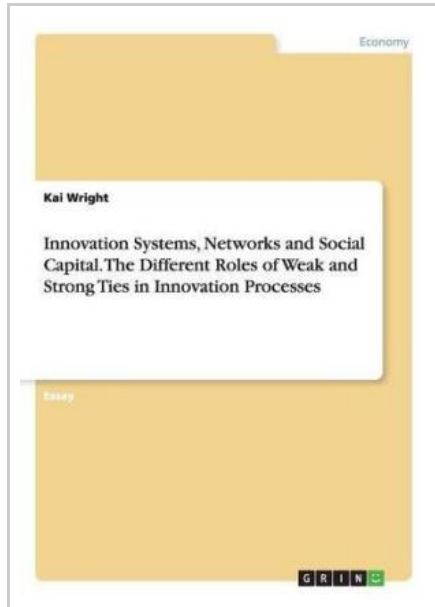 Economy
Kai Wright
Innovation Systems, Networks and Social
Capital. The Different Roles of Weak and
Strong Ties in Innovation Processes
Essay
GRIN